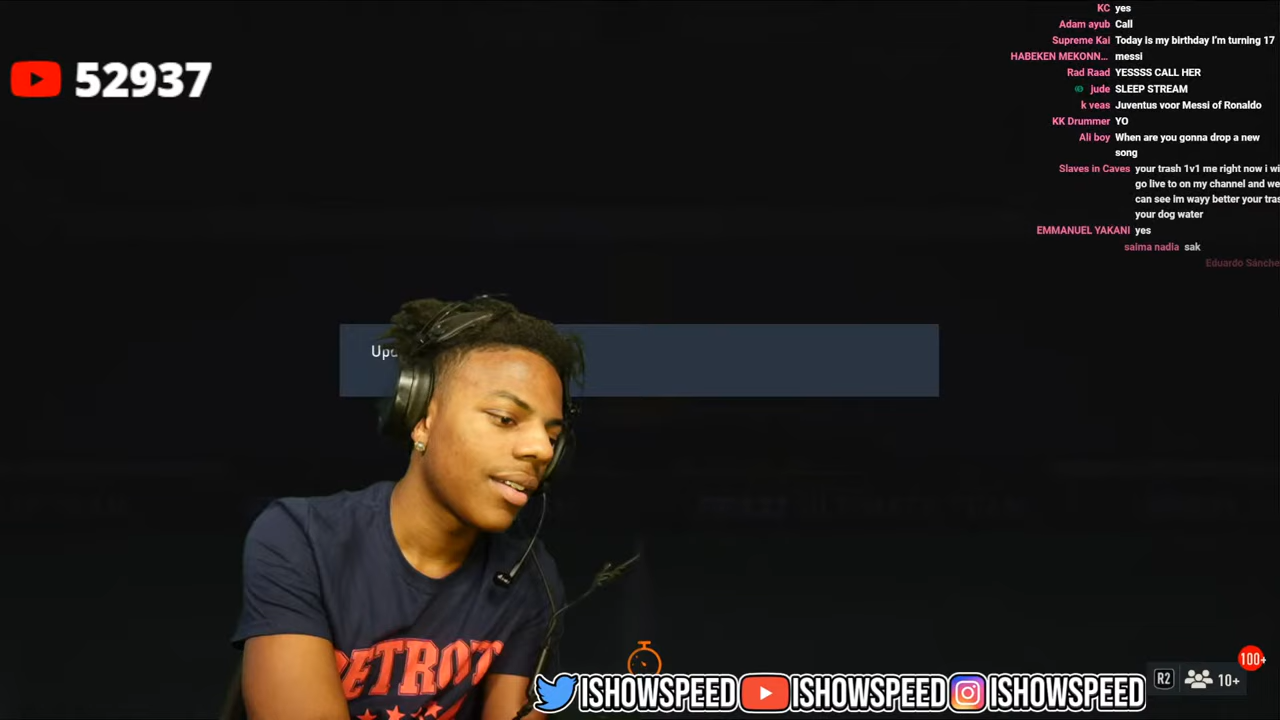 52937
KC yes
Adam ayub Call
Supreme Kai Today is my birthday I'm turning 17
HABEKEN MEKONN... messi
Rad Raad YESSSS CALL HER
jude SLEEP STREAM
k veas Juventus voor Messi of Ronaldo
KK Drummer YO
Ali boy When are you gonna drop a new
song
Slaves in Caves your trash 1v1 me right now i wi
go live to on my channel and we
can see im wayy better your tras
your dog water
EMMANUEL YAKANI yes
saima nadia sak
Eduardo Sánche
Upd
DETROIT
100+
R2 10+
ISHOWSPEED ISHOWSPEED ISHOWSPEED